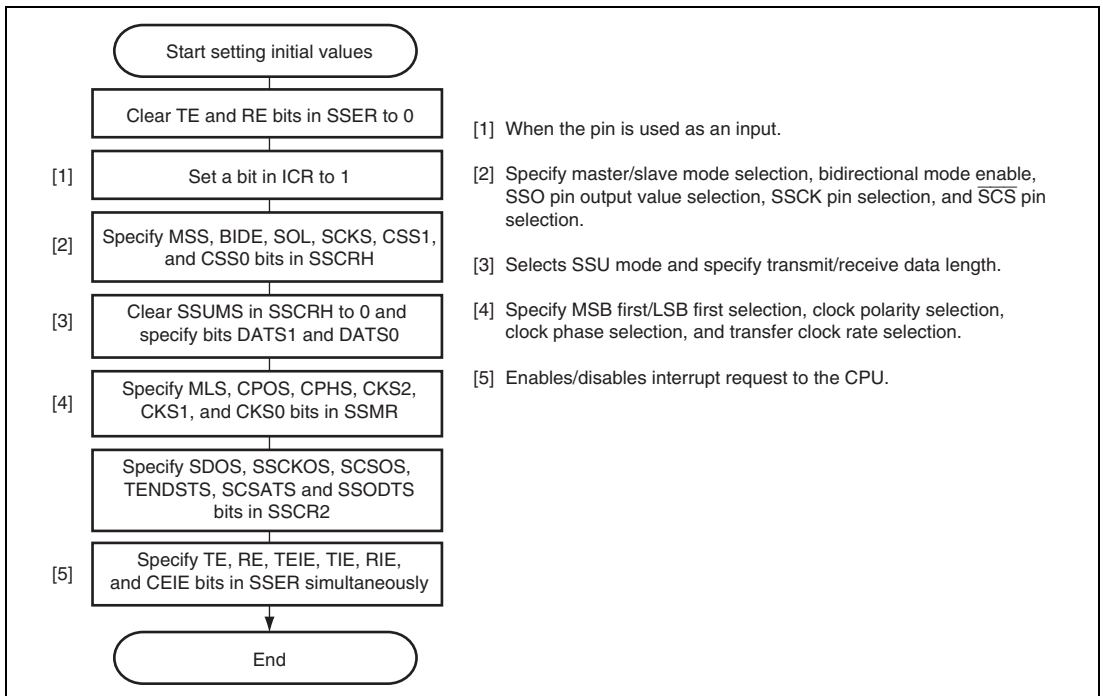 Start setting initial values
Clear TE and RE bits in SSER to 0
[1]
Set a bit in ICR to 1
[2]
Specify MSS, BIDE, SOL, SCKS, CSS1,
and CSS0 bits in SSCRH
[3]
Clear SSUMS in SSCRH to 0 and
specify bits DATS1 and DATS0
[4]
Specify MLS, CPOS, CPHS, CKS2,
CKS1, and CKS0 bits in SSMR
Specify SDOS, SSCKOS, SCSOS,
TENDSTS, SCSATS and SSODTS
bits in SSCR2
[5]
Specify TE, RE, TEIE, TIE, RIE,
and CEIE bits in SSER simultaneously
End
[1] When the pin is used as an input.
[2] Specify master/slave mode selection, bidirectional mode enable,
SSO pin output value selection, SSCK pin selection, and SCS pin
selection.
[3] Selects SSU mode and specify transmit/receive data length.
[4] Specify MSB first/LSB first selection, clock polarity selection,
clock phase selection, and transfer clock rate selection.
[5] Enables/disables interrupt request to the CPU.